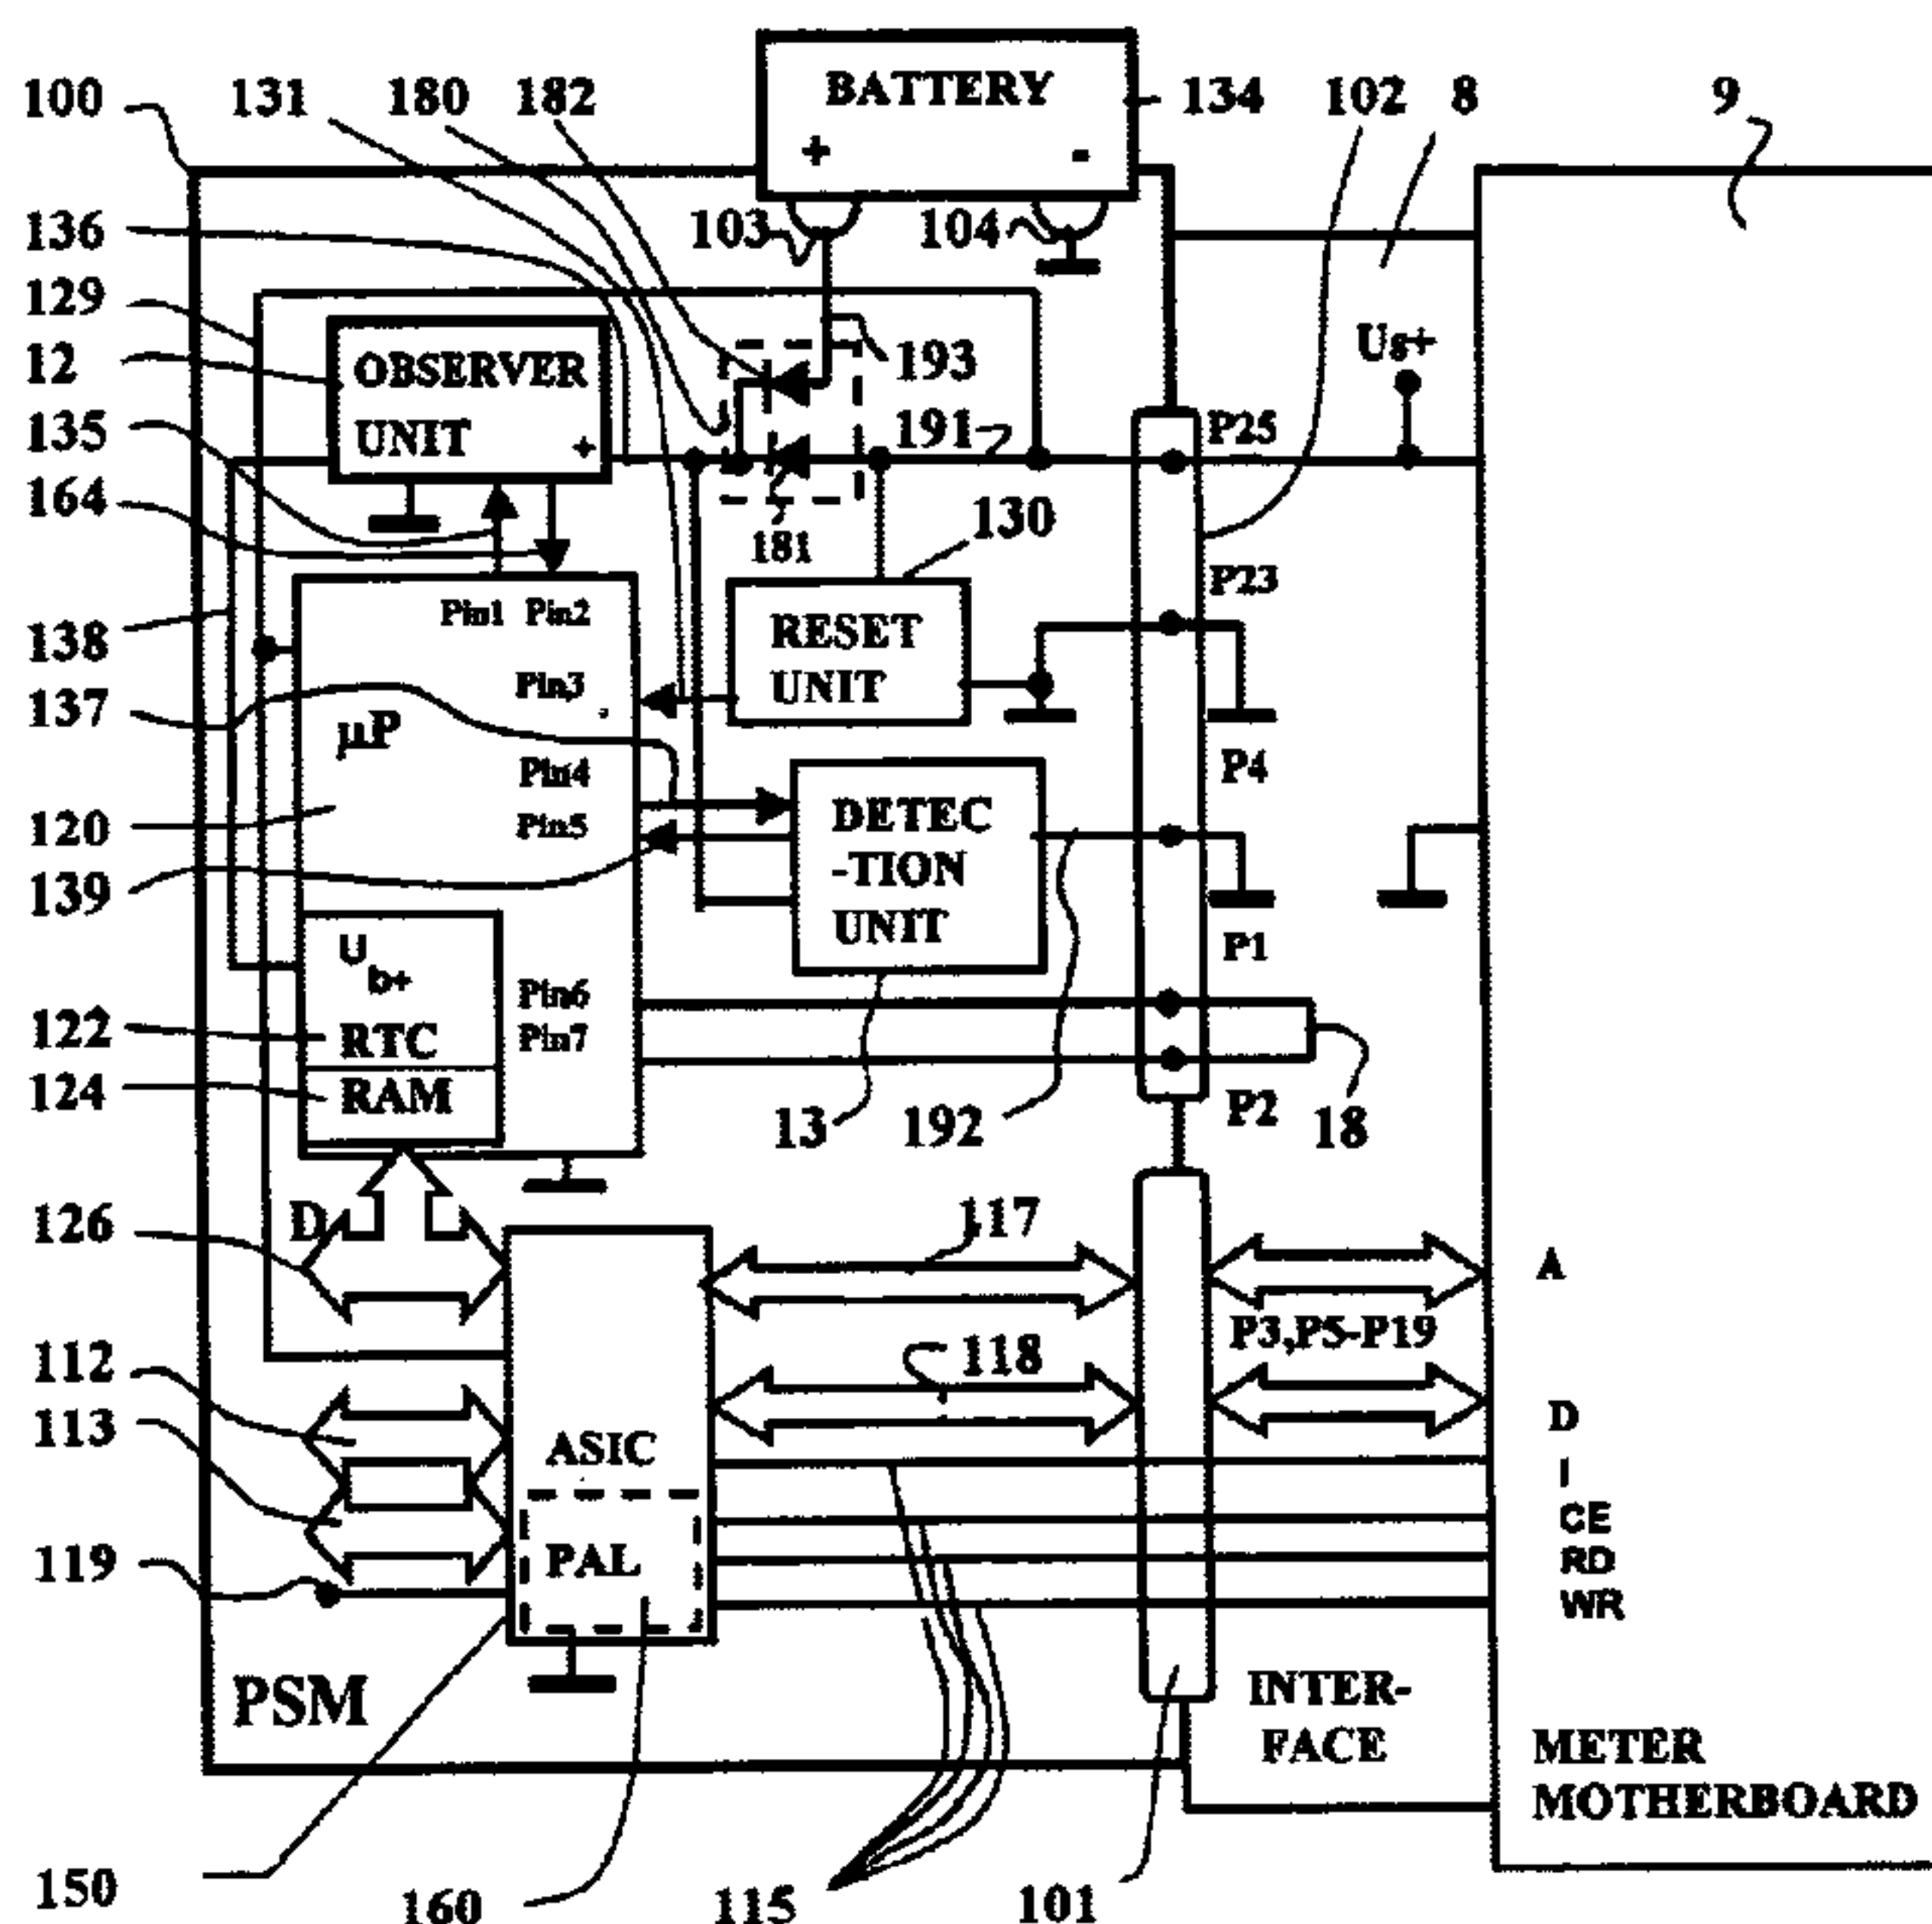 BATTERY
+ -
100
131
180
182
134
102
8
9
136
103
104
129
193
Us+
12
OBSERVER
UNIT +
135
191
P25
164
130
181
P23
138
Pin1 Pin2
RESET
UNIT
137
Pin3
µP
P4
Pin4
120
Pin5
DETEC
-TION
UNIT
139
P1
U
b+
Pin6
122
RTC
Pin7
124
RAM
13
192
P2
18
126
D
117
A
P3,P5-P19
112
118
D
113
ASIC
I
CE
119
PAL
RD
WR
PSM
INTER-
FACE
METER
MOTHERBOARD
150
160
115
101